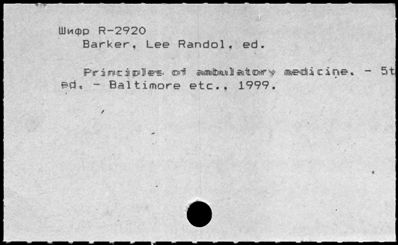 Шифр R-2920
Barker, Lee Randol, ed.
Principles of ambulatory medicine. - 5t
ed. - Baltimore etc., 1999.